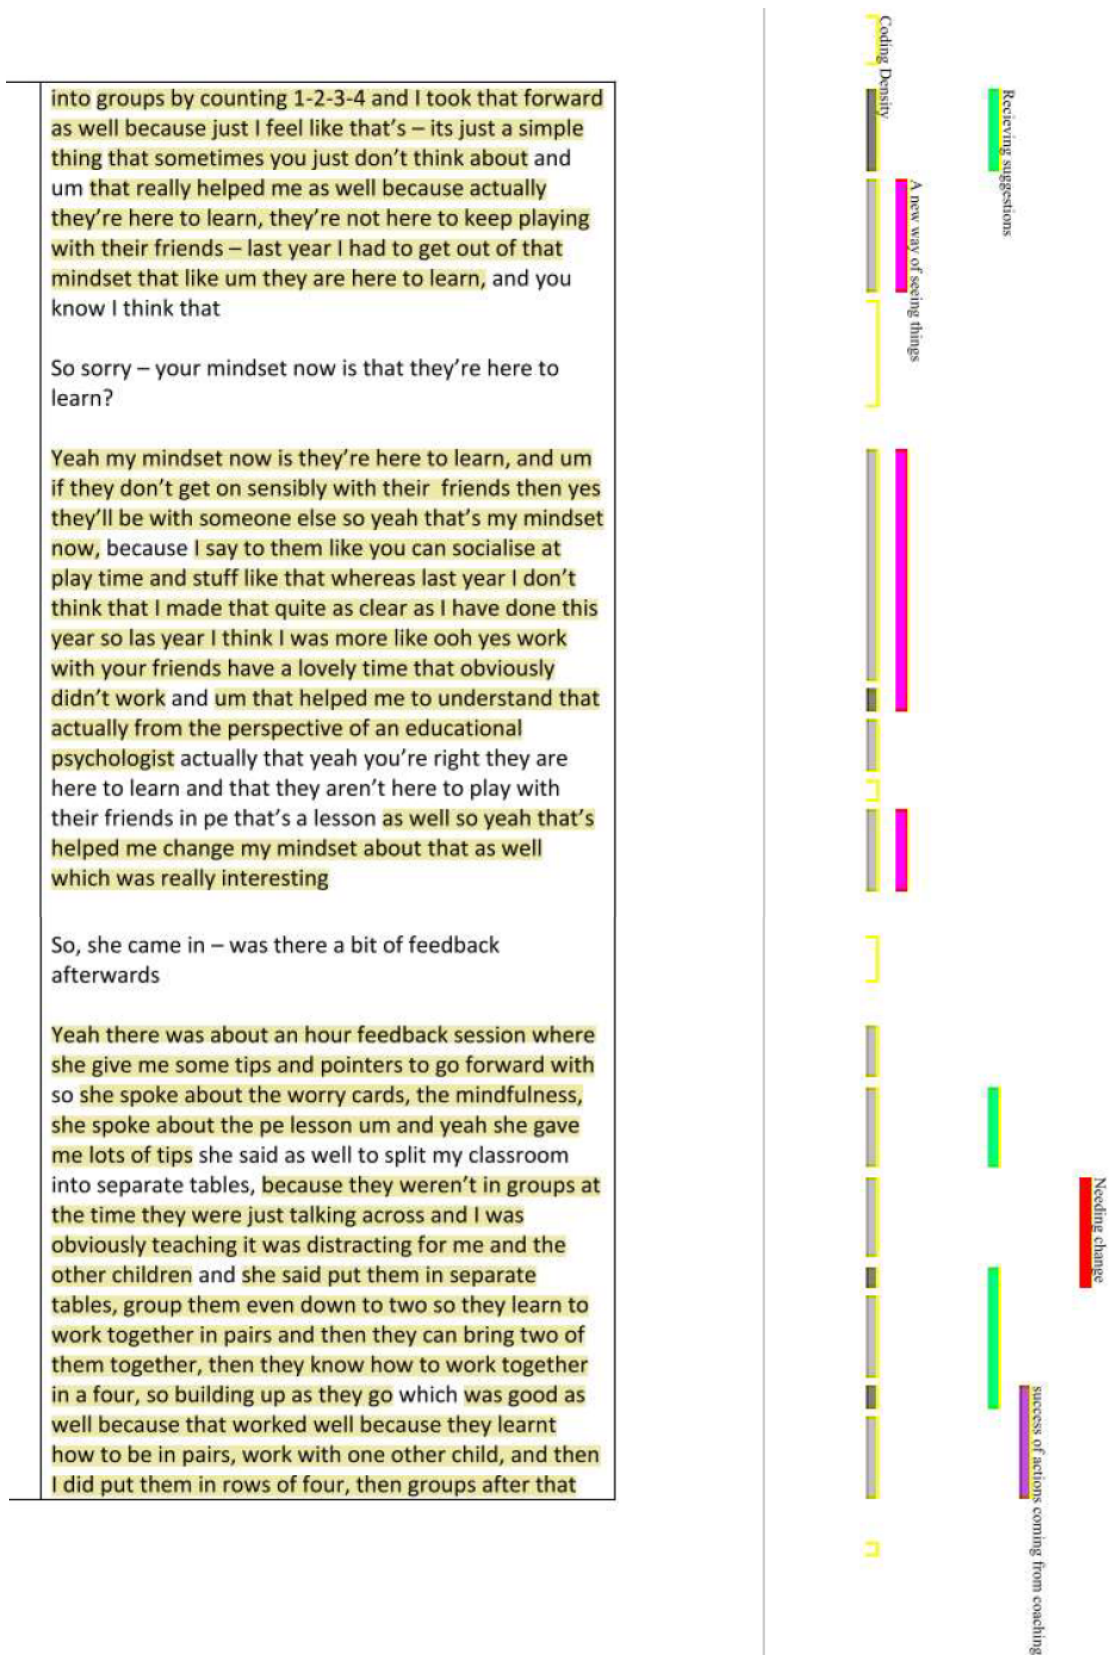 into groups by counting 1-2-3-4 and I took that forward
as well because just I feel like that's – its just a simple
thing that sometimes you just don't think about and
um that really helped me as well because actually
they're here to learn, they're not here to keep playing
with their friends – last year I had to get out of that
mindset that like um they are here to learn, and you
know I think that
So sorry – your mindset now is that they're here to
learn?
Yeah my mindset now is they're here to learn, and um
if they don't get on sensibly with their  friends then yes
they'll be with someone else so yeah that's my mindset
now, because I say to them like you can socialise at
play time and stuff like that whereas last year I don't
think that I made that quite as clear as I have done this
year so las year I think I was more like ooh yes work
with your friends have a lovely time that obviously
didn't work and um that helped me to understand that
actually from the perspective of an educational
psychologist actually that yeah you're right they are
here to learn and that they aren't here to play with
their friends in pe that's a lesson as well so yeah that's
helped me change my mindset about that as well
which was really interesting
So, she came in – was there a bit of feedback
afterwards
Yeah there was about an hour feedback session where
she give me some tips and pointers to go forward with
so she spoke about the worry cards, the mindfulness,
she spoke about the pe lesson um and yeah she gave
me lots of tips she said as well to split my classroom
into separate tables, because they weren't in groups at
the time they were just talking across and I was
obviously teaching it was distracting for me and the
other children and she said put them in separate
tables, group them even down to two so they learn to
work together in pairs and then they can bring two of
them together, then they know how to work together
in a four, so building up as they go which was good as
well because that worked well because they learnt
how to be in pairs, work with one other child, and then
I did put them in rows of four, then groups after that
Coding Density
A new way of seeing things
Recieving suggestions
success of actions coming from coaching
Needing change